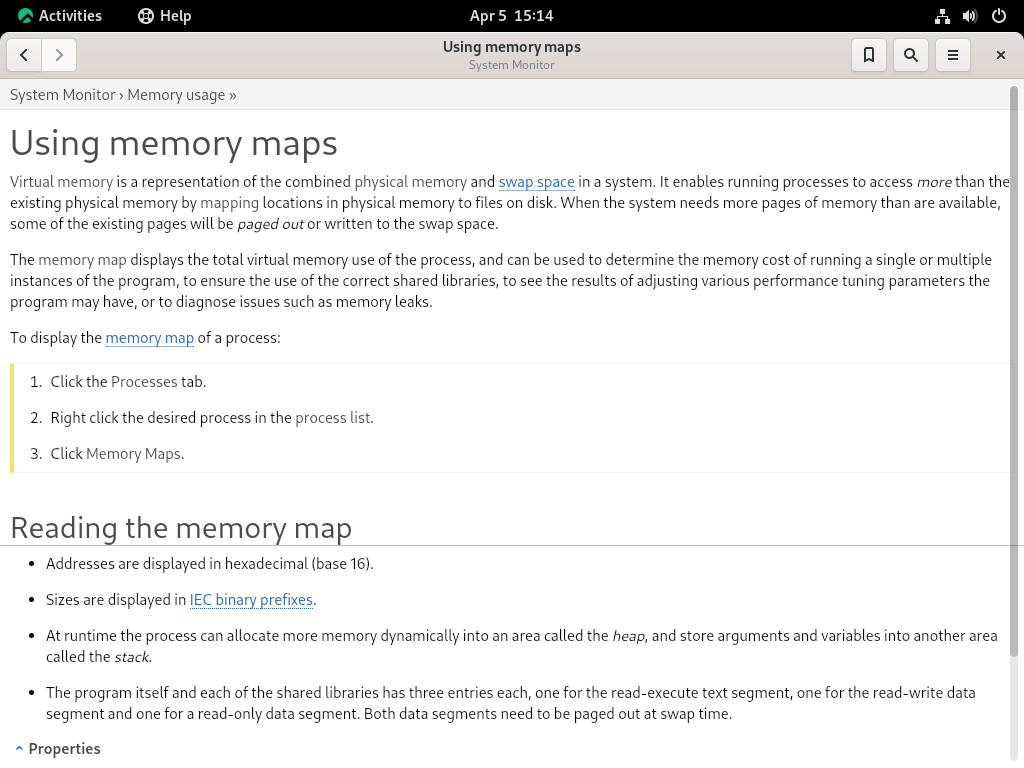 Activities
Help
Apr 5 15:14
Using memory maps
System Monitor
System Monitor › Memory usage »
Using memory maps
Virtual memory is a representation of the combined physical memory and swap space in a system. It enables running processes to access more than the
existing physical memory by mapping locations in physical memory to files on disk. When the system needs more pages of memory than are available,
some of the existing pages will be paged out or written to the swap space.
The memory map displays the total virtual memory use of the process, and can be used to determine the memory cost of running a single or multiple
instances of the program, to ensure the use of the correct shared libraries, to see the results of adjusting various performance tuning parameters the
program may have, or to diagnose issues such as memory leaks.
To display the memory map of a process:
1. Click the Processes tab.
2. Right click the desired process in the process list.
3. Click Memory Maps.
Reading the memory map
• Addresses are displayed in hexadecimal (base 16).
• Sizes are displayed in IEC binary prefixes.
• At runtime the process can allocate more memory dynamically into an area called the heap, and store arguments and variables into another area
called the stack.
• The program itself and each of the shared libraries has three entries each, one for the read-execute text segment, one for the read-write data
segment and one for a read-only data segment. Both data segments need to be paged out at swap time.
Properties